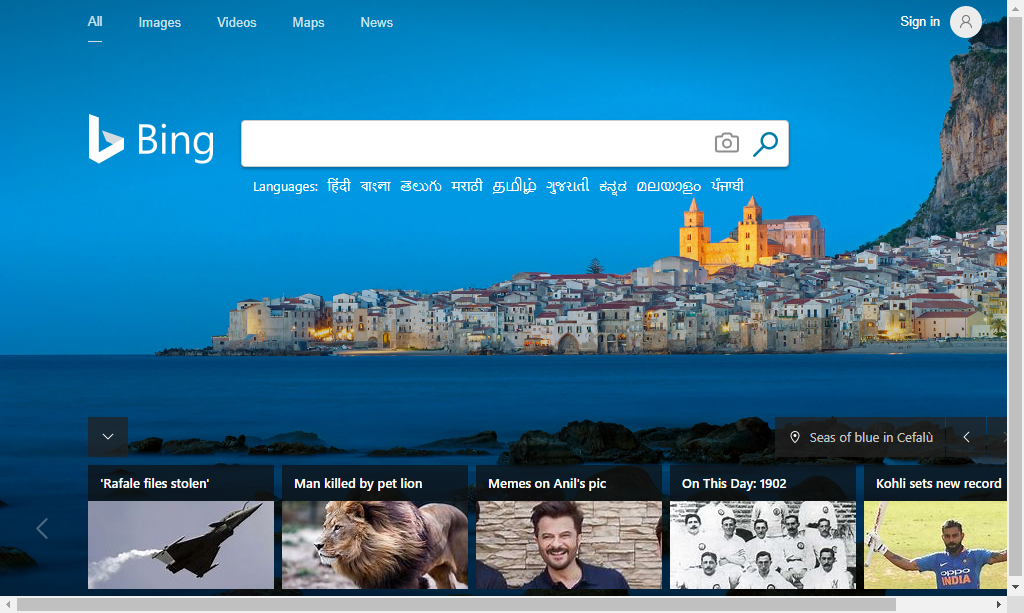 All Images Videos Maps News Sign in
Bing
Languages: हिंदी বাংলা తెలుగు मराठी தமிழ் ગુજરાતી ಕನ್ನಡ മലയാളം ਪੰਜਾਬੀ
Seas of blue in Cefalù
'Rafale files stolen' Man killed by pet lion Memes on Anil's pic On This Day: 1902 Kohli sets new record
oppo
INDIA